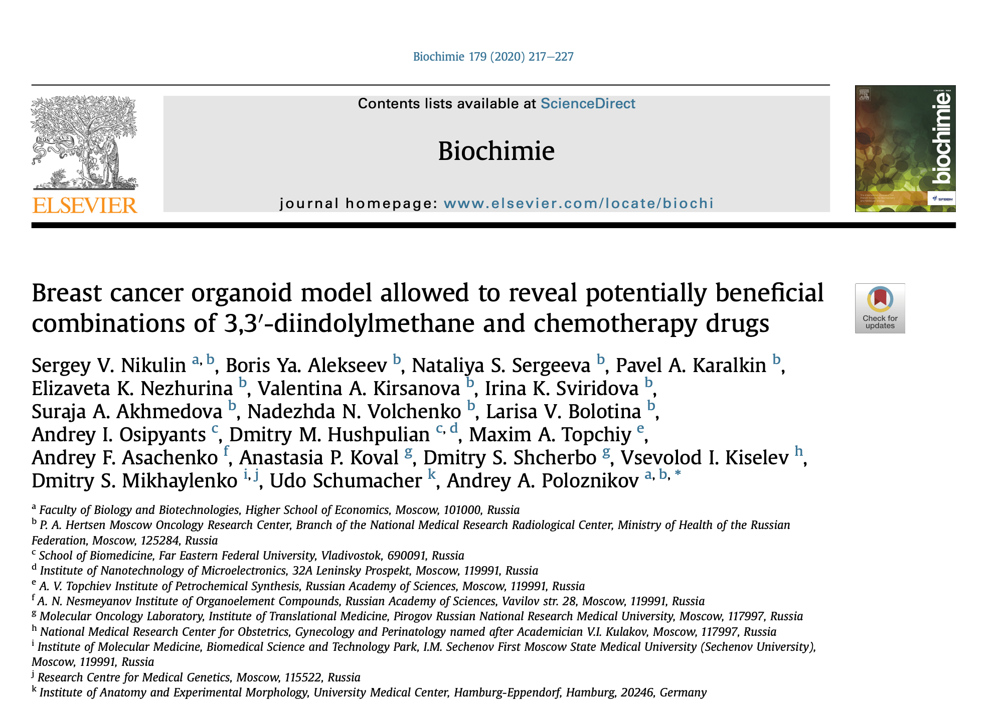 Biochimie 179 (2020) 217–227
NON SOLUS
ELSEVIER
Contents lists available at ScienceDirect
Biochimie
journal homepage: www.elsevier.com/locate/biochi
biochimie
SFBBM
Breast cancer organoid model allowed to reveal potentially beneficial
combinations of 3,3′-diindolylmethane and chemotherapy drugs
Check for
updates
Sergey V. Nikulin a, b, Boris Ya. Alekseev b, Nataliya S. Sergeeva b, Pavel A. Karalkin b,
Elizaveta K. Nezhurina b, Valentina A. Kirsanova b, Irina K. Sviridova b,
Suraja A. Akhmedova b, Nadezhda N. Volchenko b, Larisa V. Bolotina b,
Andrey I. Osipyants c, Dmitry M. Hushpulian c, d, Maxim A. Topchiy e,
Andrey F. Asachenko f, Anastasia P. Koval g, Dmitry S. Shcherbo g, Vsevolod I. Kiselev h,
Dmitry S. Mikhaylenko i, j, Udo Schumacher k, Andrey A. Poloznikov a, b, *
a Faculty of Biology and Biotechnologies, Higher School of Economics, Moscow, 101000, Russia
b P. A. Hertsen Moscow Oncology Research Center, Branch of the National Medical Research Radiological Center, Ministry of Health of the Russian
Federation, Moscow, 125284, Russia
c School of Biomedicine, Far Eastern Federal University, Vladivostok, 690091, Russia
d Institute of Nanotechnology of Microelectronics, 32A Leninsky Prospekt, Moscow, 119991, Russia
e A. V. Topchiev Institute of Petrochemical Synthesis, Russian Academy of Sciences, Moscow, 119991, Russia
f A. N. Nesmeyanov Institute of Organoelement Compounds, Russian Academy of Sciences, Vavilov str. 28, Moscow, 119991, Russia
g Molecular Oncology Laboratory, Institute of Translational Medicine, Pirogov Russian National Research Medical University, Moscow, 117997, Russia
h National Medical Research Center for Obstetrics, Gynecology and Perinatology named after Academician V.I. Kulakov, Moscow, 117997, Russia
i Institute of Molecular Medicine, Biomedical Science and Technology Park, I.M. Sechenov First Moscow State Medical University (Sechenov University),
Moscow, 119991, Russia
j Research Centre for Medical Genetics, Moscow, 115522, Russia
k Institute of Anatomy and Experimental Morphology, University Medical Center, Hamburg-Eppendorf, Hamburg, 20246, Germany